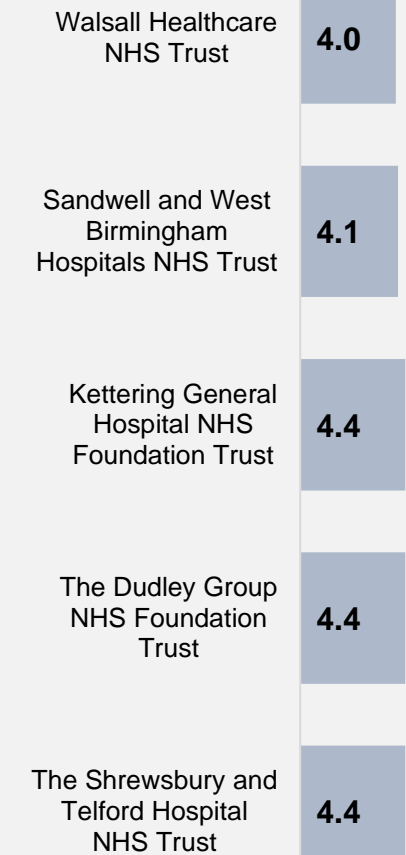 Walsall Healthcare
NHS Trust
4.0
Sandwell and West
Birmingham
Hospitals NHS Trust
4.1
Kettering General
Hospital NHS
Foundation Trust
4.4
The Dudley Group
NHS Foundation
Trust
4.4
The Shrewsbury and
Telford Hospital
NHS Trust
4.4